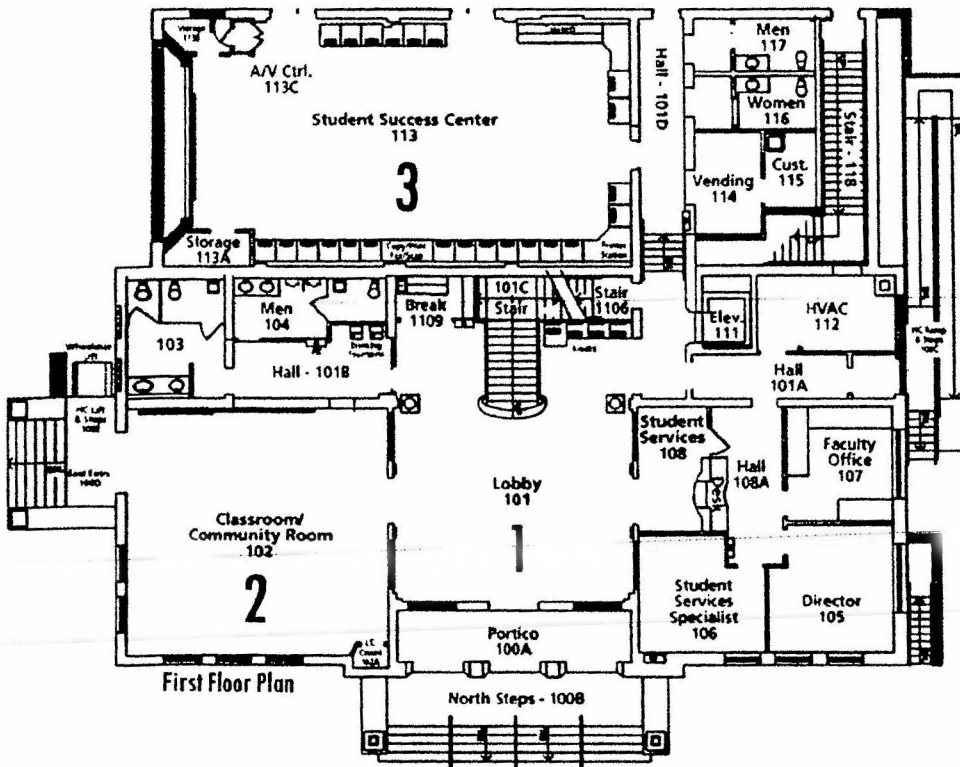 Storage
A/V Ctrl.
113C
Student Success Center
113
3
Storage
113A
Hall - 101D
Men
117
Women
116
Cust.
115
Vending
114
Stair - 118
103
Men
104
Break
1109
101C
Stair
Stair
1106
Elev.
111
HVAC
112
Hall - 101B
Hall
101A
Student
Services
108
Hall
108A
Desk
Faculty
Office
107
Lobby
101
1
Classroom/
Community Room
102
2
Student
Services
Specialist
106
Director
105
Portico
100A
First Floor Plan
North Steps - 100B